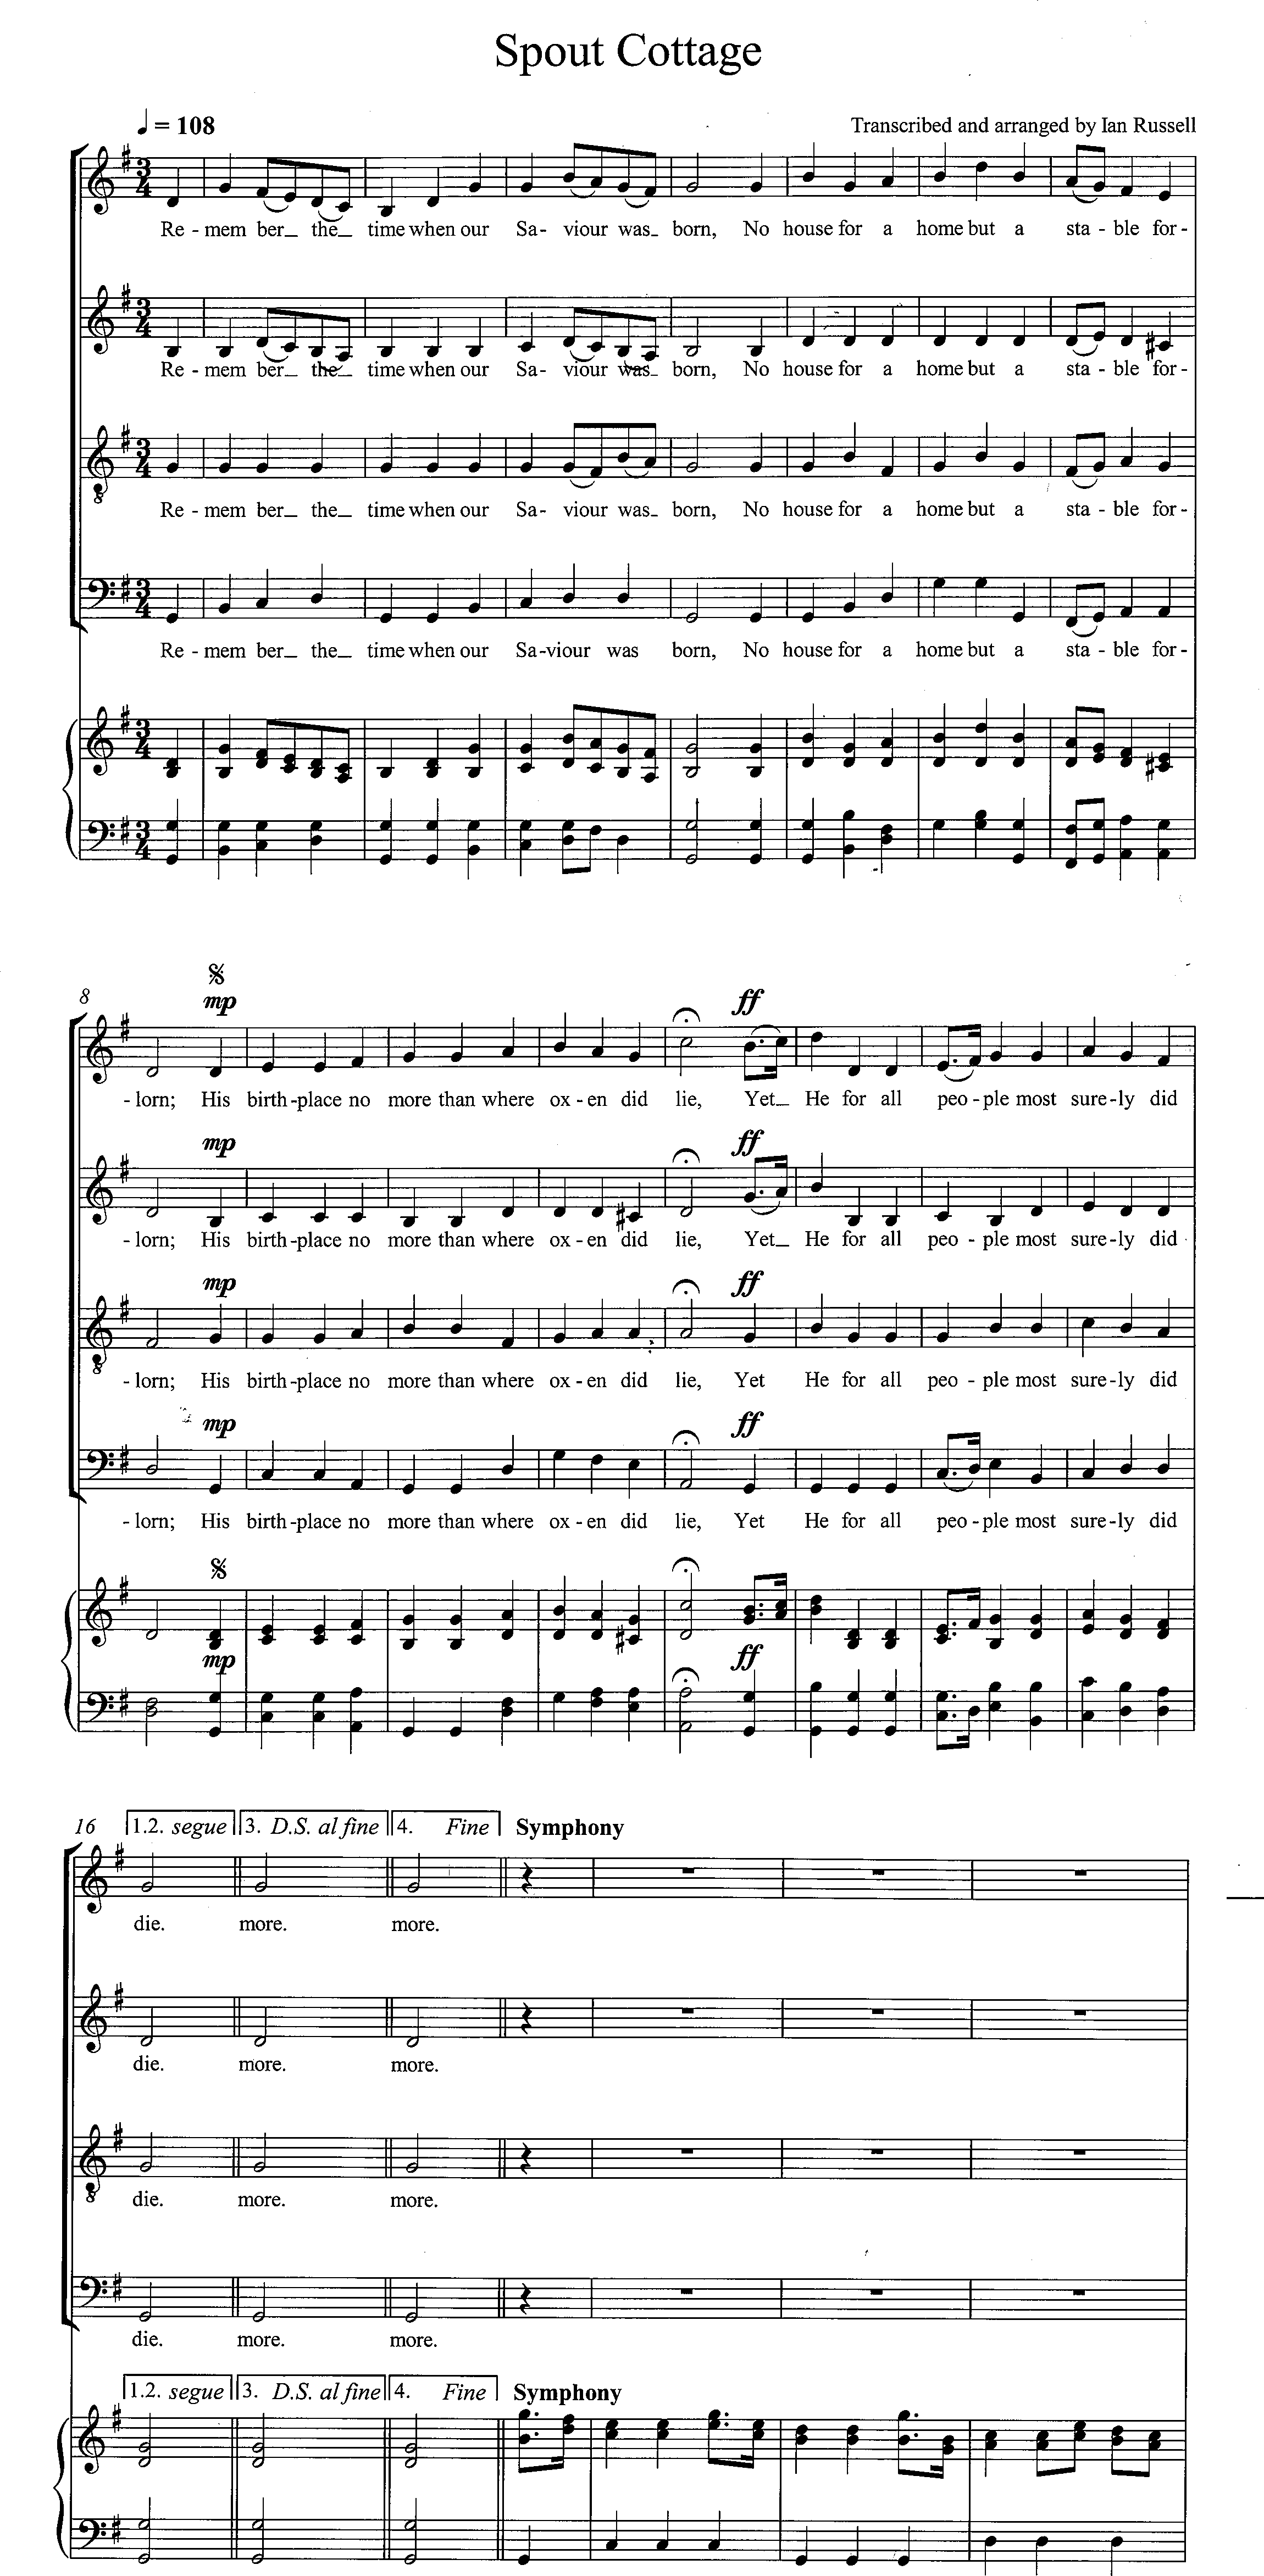 Spout Cottage
♩ = 108
Transcribed and arranged by Ian Russell
Re - mem ber_ the_ time when our Sa- viour was_ born, No house for a home but a sta - ble for-
Re - mem ber_ the_ time when our Sa- viour was_ born, No house for a home but a sta - ble for-
Re - mem ber_ the_ time when our Sa- viour was_ born, No house for a home but a sta - ble for-
Re - mem ber_ the_ time when our Sa-viour was born, No house for a home but a sta - ble for-
8
mp ff
- lorn; His birth-place no more than where ox - en did lie, Yet_ He for all peo - ple most sure-ly did
mp ff
- lorn; His birth-place no more than where ox - en did lie, Yet_ He for all peo - ple most sure-ly did
mp ff
- lorn; His birth-place no more than where ox - en did lie, Yet He for all peo - ple most sure-ly did
mp ff
- lorn; His birth-place no more than where ox - en did lie, Yet He for all peo - ple most sure-ly did
mp ff
16 1.2. segue 3. D.S. al fine 4. Fine Symphony
die. more. more.
die. more. more.
die. more. more.
die. more. more.
1.2. segue 3. D.S. al fine 4. Fine Symphony